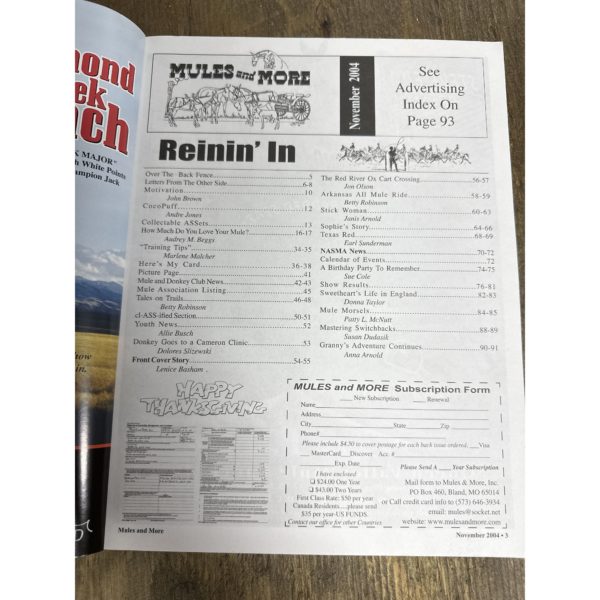 mond
ek
ch
K MAJOR"
h White Points
ampion Jack
how
in.
MULES and MORE
November 2004
See
Advertising
Index On
Page 93
Reinin' In
Over The Back Fence 5
Letters From The Other Side 6-8
Motivation 10
John Brown
CocoPuff 12
Andre Jones
Collectable ASSets 13
How Much Do You Love Your Mule? 16-17
Audrey M. Beggs
"Training Tips" 34-35
Marlene Malcher
Here's My Card 36-38
Picture Page 41
Mule and Donkey Club News 42-43
Mule Association Listing 45
Tales on Trails 46-48
Betty Robinson
cl-ASS-ified Section 50-51
Youth News 52
Allie Busch
Donkey Goes to a Cameron Clinic 53
Dolores Slizewski
Front Cover Story 54-55
Lenice Basham
The Red River Ox Cart Crossing 56-57
Jon Olson
Arkansas All Mule Ride 58-59
Betty Robinson
Stick Woman 60-63
Janis Arnold
Sophie's Story 64-66
Texas Red 68-69
Earl Sunderman
NASMA News 70-72
Calendar of Events 72
A Birthday Party To Remember 74-75
Sue Cole
Show Results 76-81
Sweetheart's Life in England 82-83
Donna Taylor
Mule Morsels 84-85
Patty L. McNutt
Mastering Switchbacks 88-89
Susan Dudasik
Granny's Adventure Continues 90-91
Anna Arnold
HAPPY
THANKSGIVING
MULES and MORE Subscription Form
New Subscription Renewal
Name
Address
City State Zip
Phone#
Please include $4.50 to cover postage for each back issue ordered. Visa
MasterCard Discover Acc. #
Exp. Date Please Send A Your Subscription
I have enclosed
$24.00 One Year
$43.00 Two Years
First Class Rate: $50 per year
Canada Residents....please send
$35 per year-US FUNDS.
Contact our office for other Countries
Mail form to Mules & More, Inc.
PO Box 460, Bland, MO 65014
or Call credit card info to (573) 646-3934
email: mules@socket.net
website: www.mulesandmore.com
Mules and More
November 2004 • 3